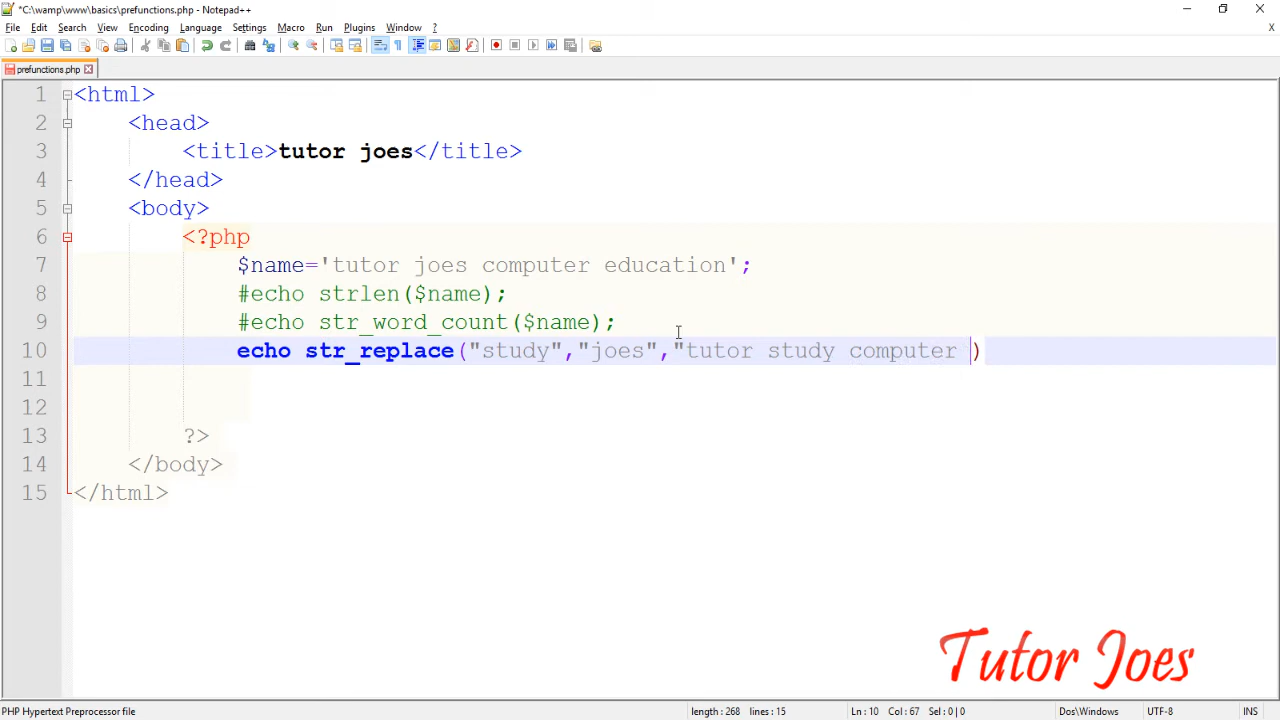 *C:\wamp\www\basics\prefunctions.php - Notepad++
File Edit Search View Encoding Language Settings Macro Run Plugins Window ?
X
prefunctions.php
1 <html>
2 <head>
3 <title>tutor joes</title>
4 </head>
5 <body>
6 <?php
7 $name='tutor joes computer education';
8 #echo strlen($name);
9 #echo str_word_count($name);
10 echo str_replace("study","joes","tutor study computer )
11
12
13 ?>
14 </body>
15 </html>
Tutor Joes
PHP Hypertext Preprocessor file length : 268 lines : 15 Ln : 10 Col : 67 Sel : 0 | 0 Dos\Windows UTF-8 INS